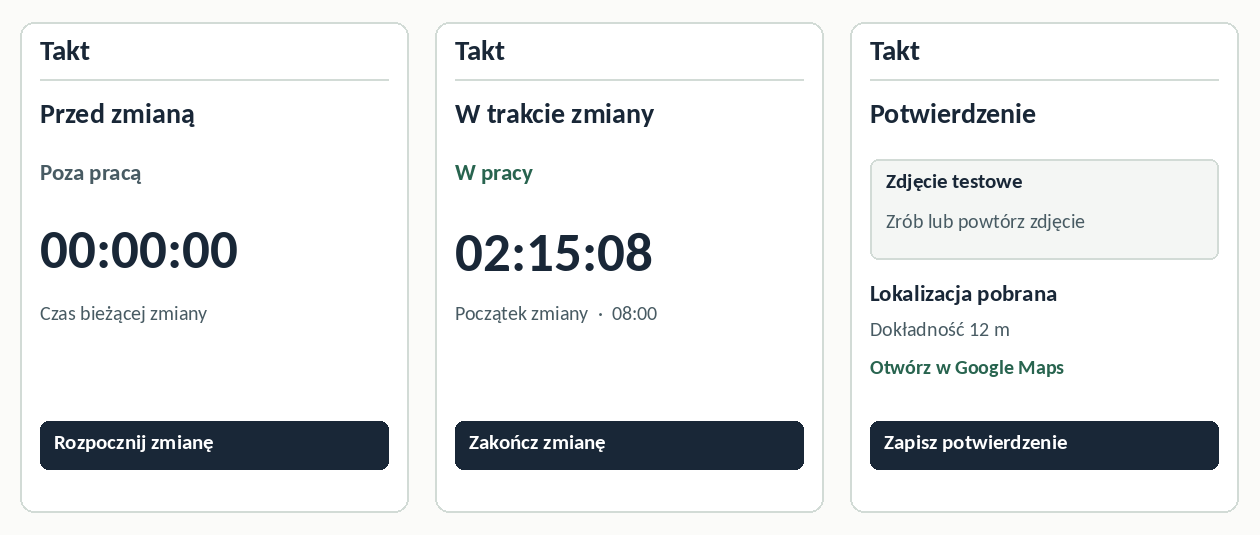 Takt
Przed zmianą
Poza pracą
00:00:00
Czas bieżącej zmiany
Rozpocznij zmianę
Takt
W trakcie zmiany
W pracy
02:15:08
Początek zmiany · 08:00
Zakończ zmianę
Takt
Potwierdzenie
Zdjęcie testowe
Zrób lub powtórz zdjęcie
Lokalizacja pobrana
Dokładność 12 m
Otwórz w Google Maps
Zapisz potwierdzenie